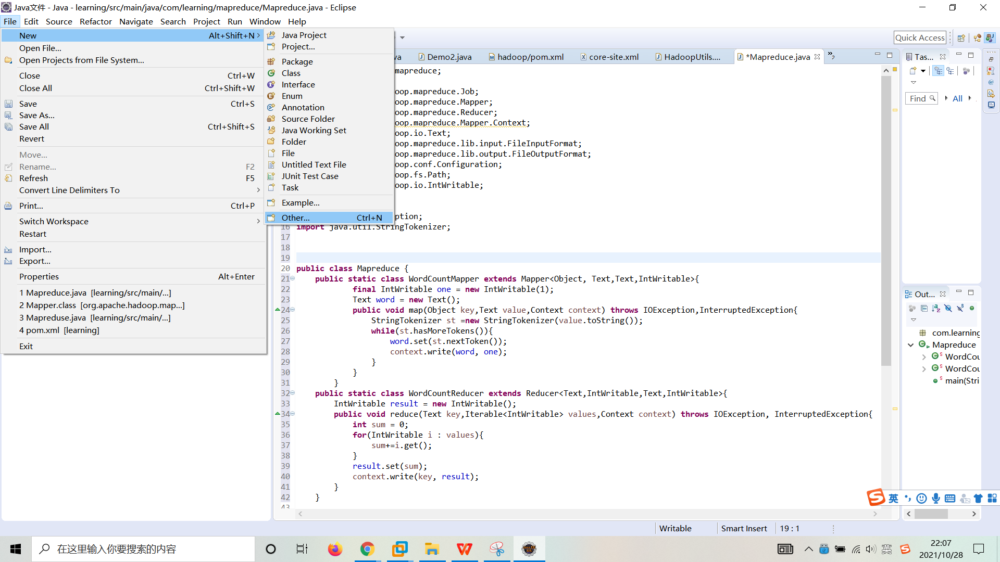 Java文件 - Java - learning/src/main/java/com/learning/mapreduce/Mapreduce.java - Eclipse
File Edit Source Refactor Navigate Search Project Run Window Help
New Alt+Shift+N
Open File...
Open Projects from File System...
Close Ctrl+W
Close All Ctrl+Shift+W
Save Ctrl+S
Save As...
Save All Ctrl+Shift+S
Revert
Move...
Rename... F2
Refresh F5
Convert Line Delimiters To
Print... Ctrl+P
Switch Workspace
Restart
Import...
Export...
Properties Alt+Enter
1 Mapreduce.java [learning/src/main/...]
2 Mapper.class [org.apache.hadoop.map...]
3 Mapreduse.java [learning/src/main/...]
4 pom.xml [learning]
Exit
Java Project
Project...
Package
Class
Interface
Enum
Annotation
Source Folder
Java Working Set
Folder
File
Untitled Text File
JUnit Test Case
Task
Example...
Other... Ctrl+N
Quick Access
va Demo2.java hadoop/pom.xml core-site.xml HadoopUtils.... *Mapreduce.java »2
mapreduce;
oop.mapreduce.Job;
oop.mapreduce.Mapper;
oop.mapreduce.Reducer;
oop.mapreduce.Mapper.Context;
oop.io.Text;
oop.mapreduce.lib.input.FileInputFormat;
oop.mapreduce.lib.output.FileOutputFormat;
oop.conf.Configuration;
oop.fs.Path;
oop.io.IntWritable;
ption;
16 import java.util.StringTokenizer;
17
18
19
20 public class Mapreduce {
21 public static class WordCountMapper extends Mapper<Object, Text,Text,IntWritable>{
22 final IntWritable one = new IntWritable(1);
23 Text word = new Text();
24 public void map(Object key,Text value,Context context) throws IOException,InterruptedException{
25 StringTokenizer st =new StringTokenizer(value.toString());
26 while(st.hasMoreTokens()){
27 word.set(st.nextToken());
28 context.write(word, one);
29 }
30 }
31 }
32 public static class WordCountReducer extends Reducer<Text,IntWritable,Text,IntWritable>{
33 IntWritable result = new IntWritable();
34 public void reduce(Text key,Iterable<IntWritable> values,Context context) throws IOException, InterruptedException{
35 int sum = 0;
36 for(IntWritable i : values){
37 sum+=i.get();
38 }
39 result.set(sum);
40 context.write(key, result);
41 }
42 }
43
Tas...
Find All
Out...
com.learning
Mapreduce
WordCou
WordCou
main(Stri
英
Writable Smart Insert 19 : 1
在这里输入你要搜索的内容
英
22:07
2021/10/28